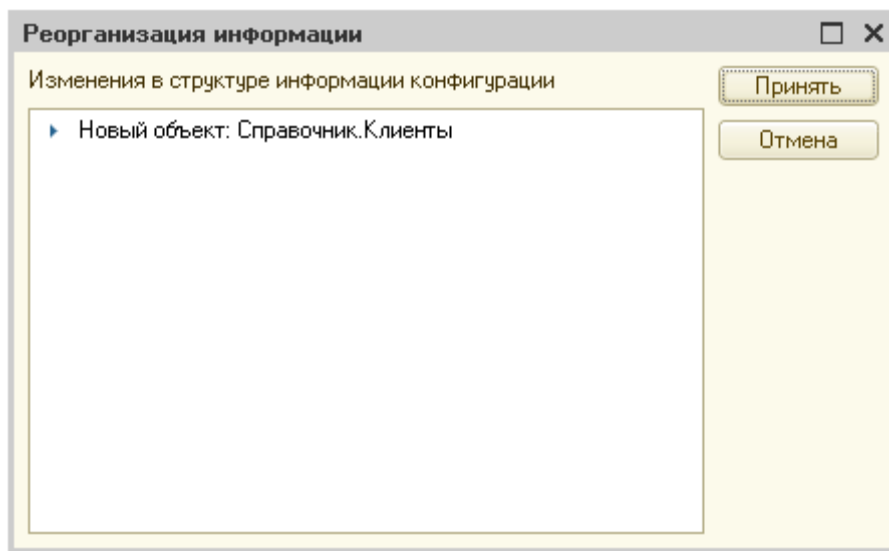 Реорганизация информации
Изменения в структуре информации конфигурации
Принять
Новый объект: Справочник.Клиенты
Отмена